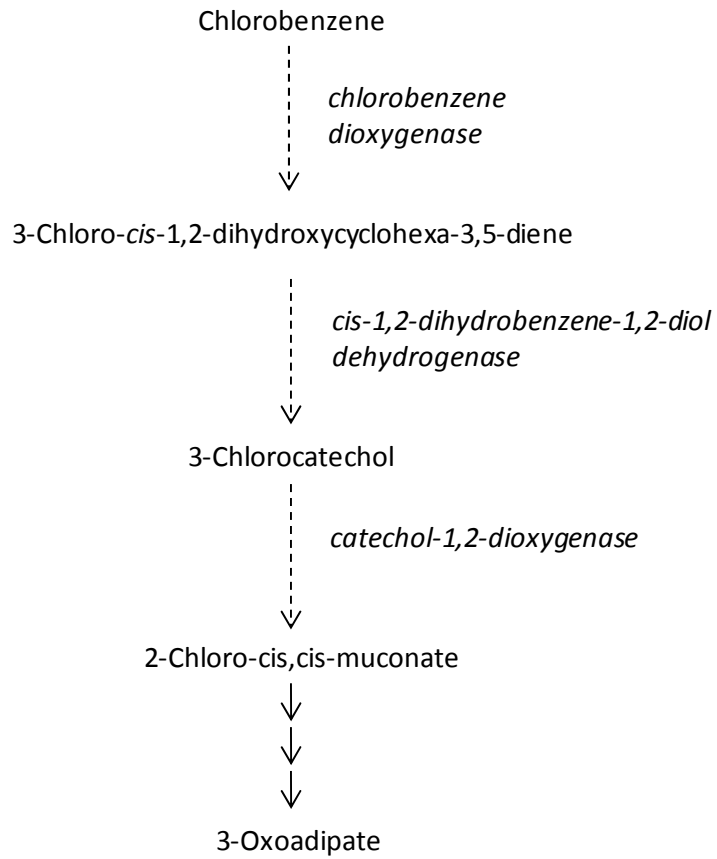 Chlorobenzene
chlorobenzene
dioxygenase
3-Chloro-cis-1,2-dihydroxycyclohexa-3,5-diene
cis-1,2-dihydrobenzene-1,2-diol
dehydrogenase
3-Chlorocatechol
catechol-1,2-dioxygenase
2-Chloro-cis,cis-muconate
3-Oxoadipate